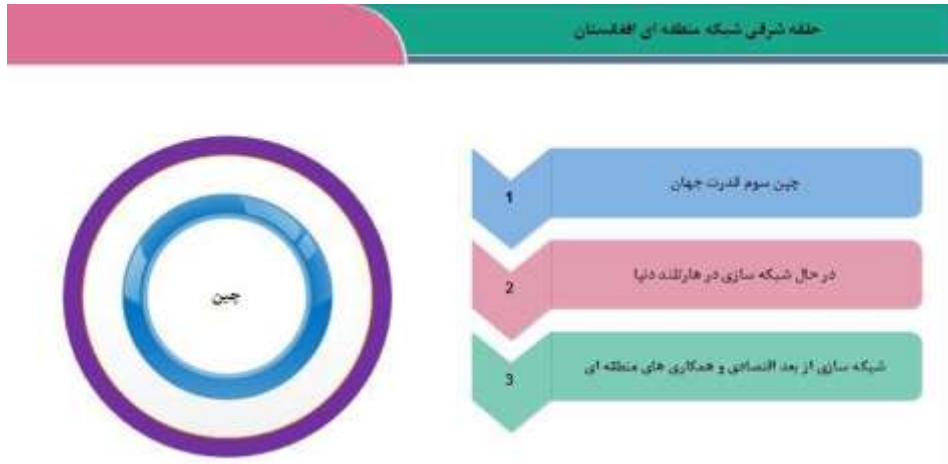 حلقه شرقی شبکه منطقه ای افغانستان
1
چین سوم قدرت جهان
2
در حال شبکه سازی در هارتلند دنیا
3
شبکه سازی از بعد اقتصادی و همکاری های منطقه ای
چین